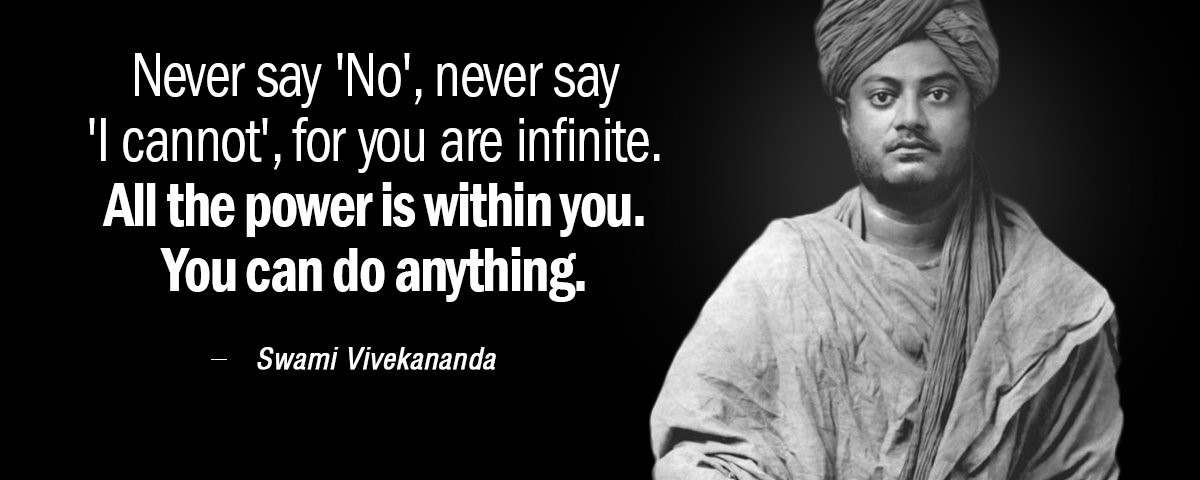 Never say 'No', never say
'I cannot', for you are infinite.
All the power is within you.
You can do anything.
— Swami Vivekananda